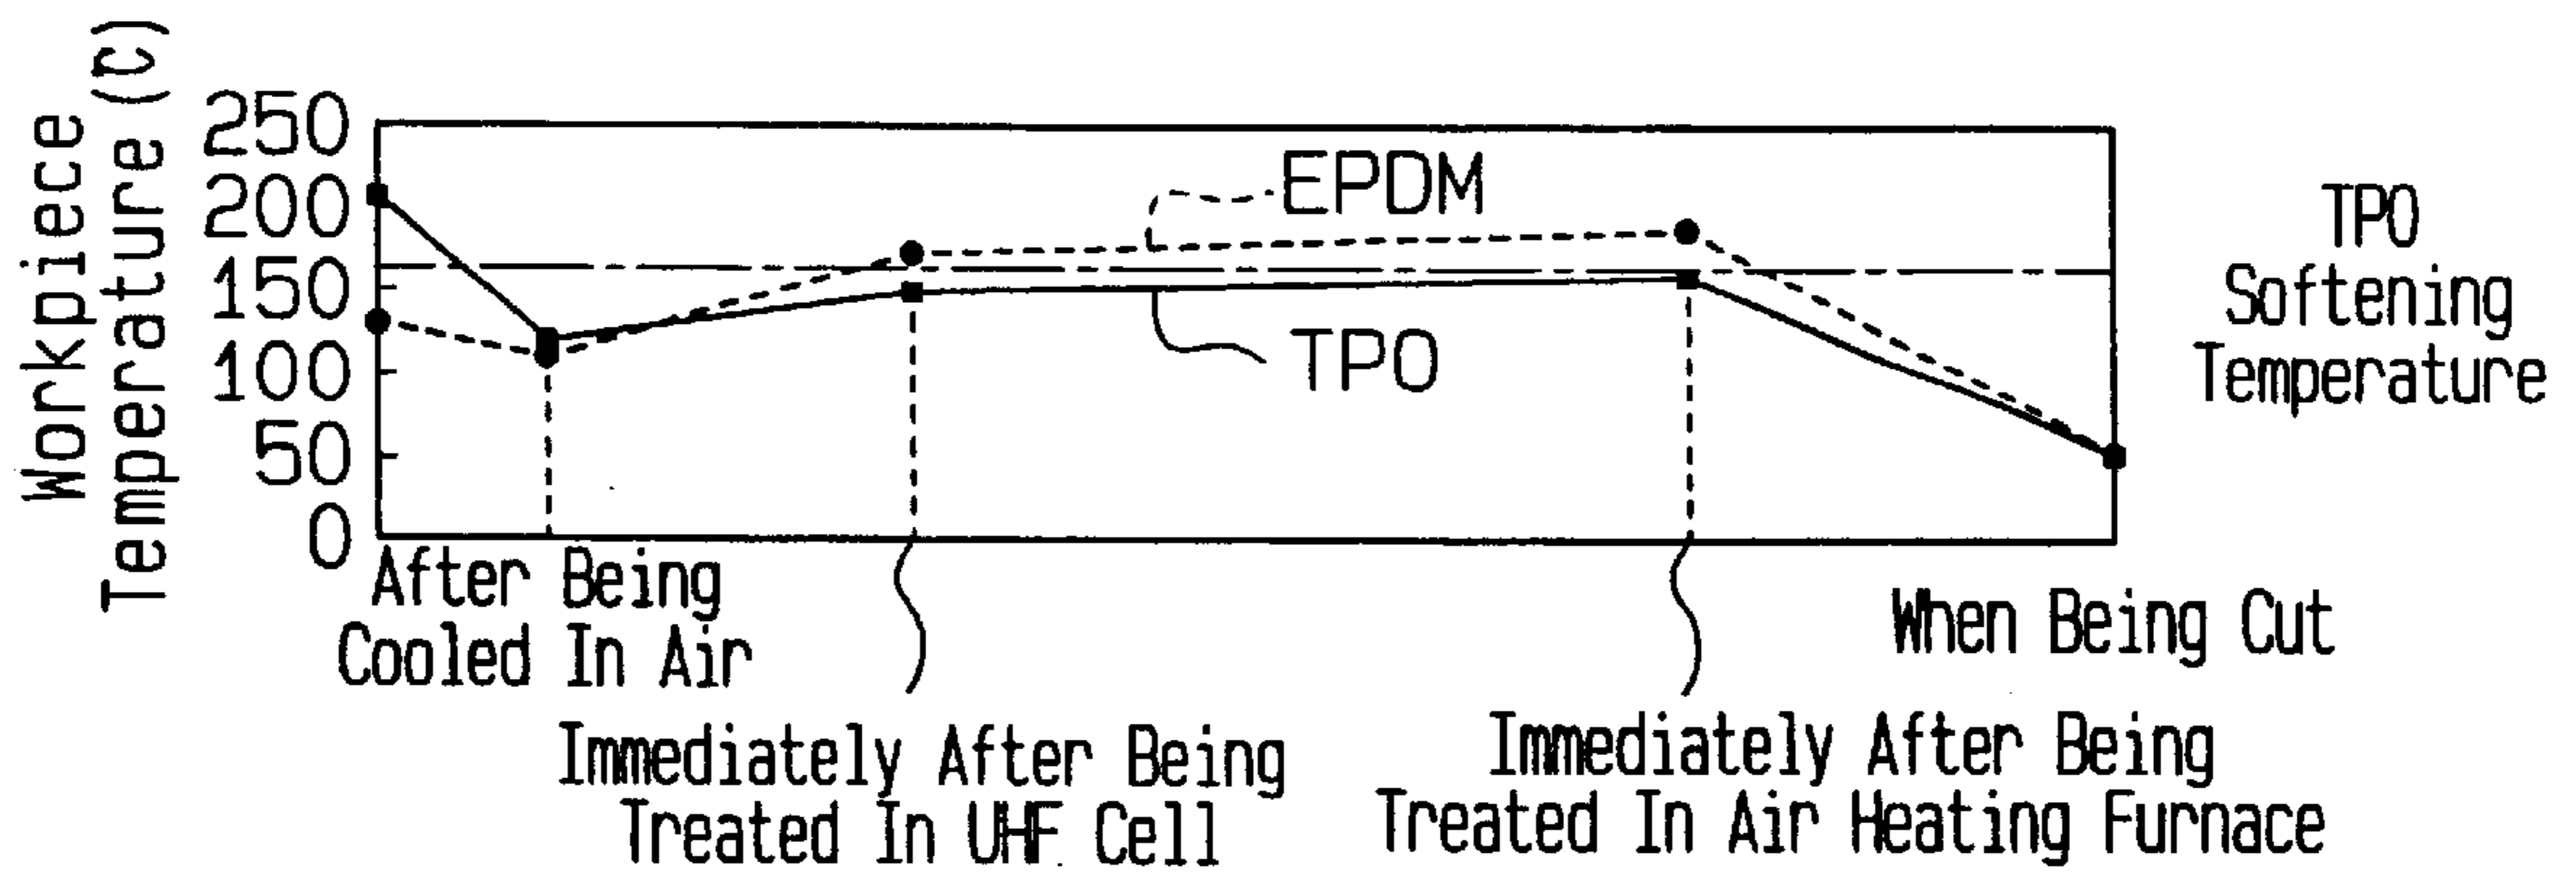 Workpiece
Temperature (℃)
250
200
150
100
50
0
EPDM
TPO
TPO
Softening
Temperature
After Being
Cooled In Air
Immediately After Being
Treated In UHF Cell
Immediately After Being
Treated In Air Heating Furnace
When Being Cut